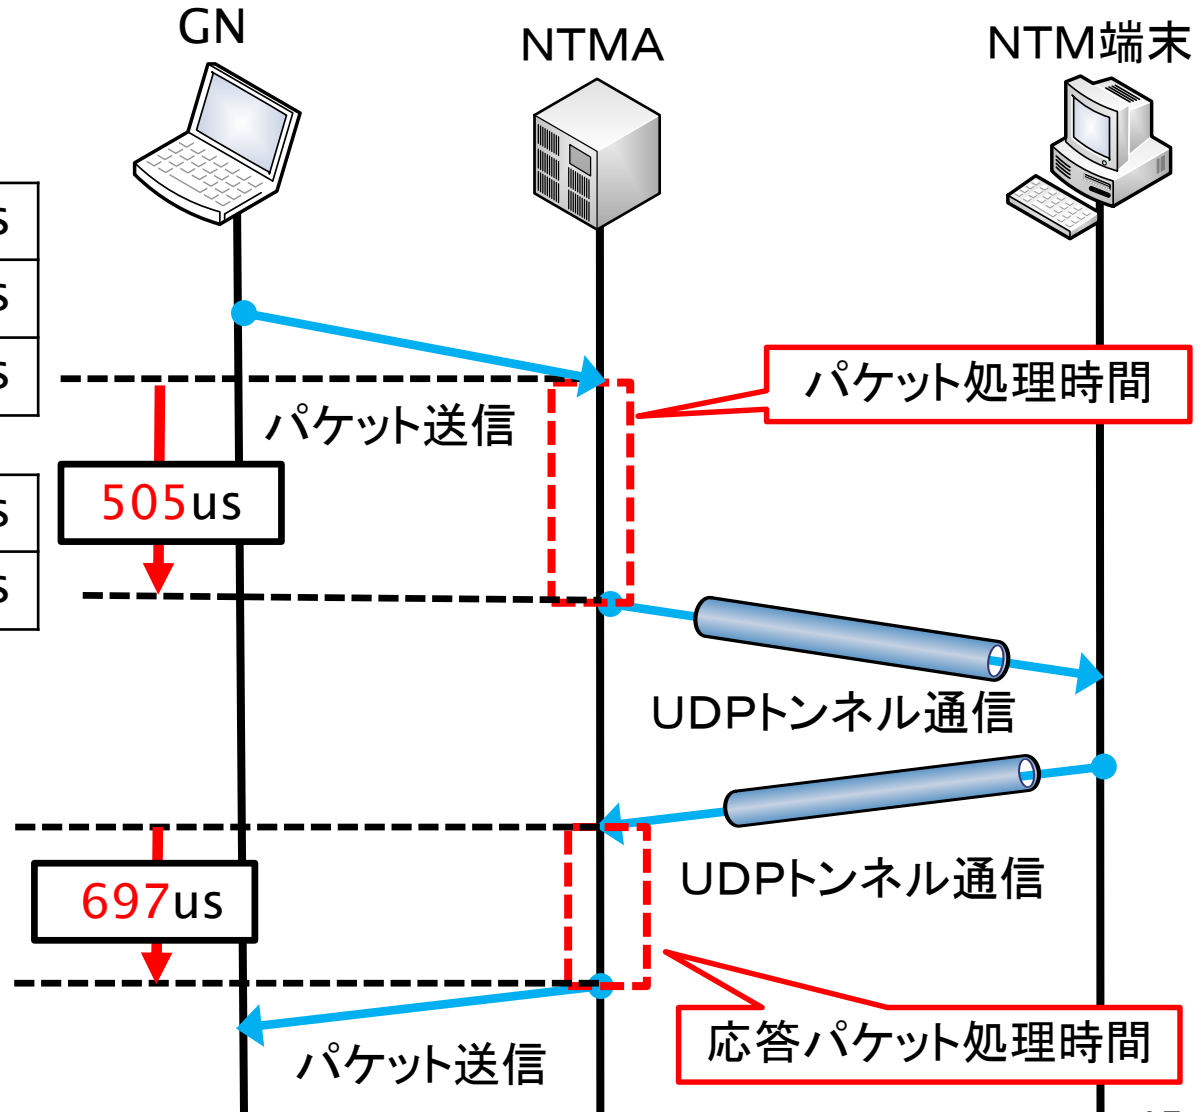 GN
NTMA
NTM端末
s
s
s
パケット処理時間
パケット送信
s
505us
s
UDPトンネル通信
UDPトンネル通信
697us
応答パケット処理時間
パケット送信